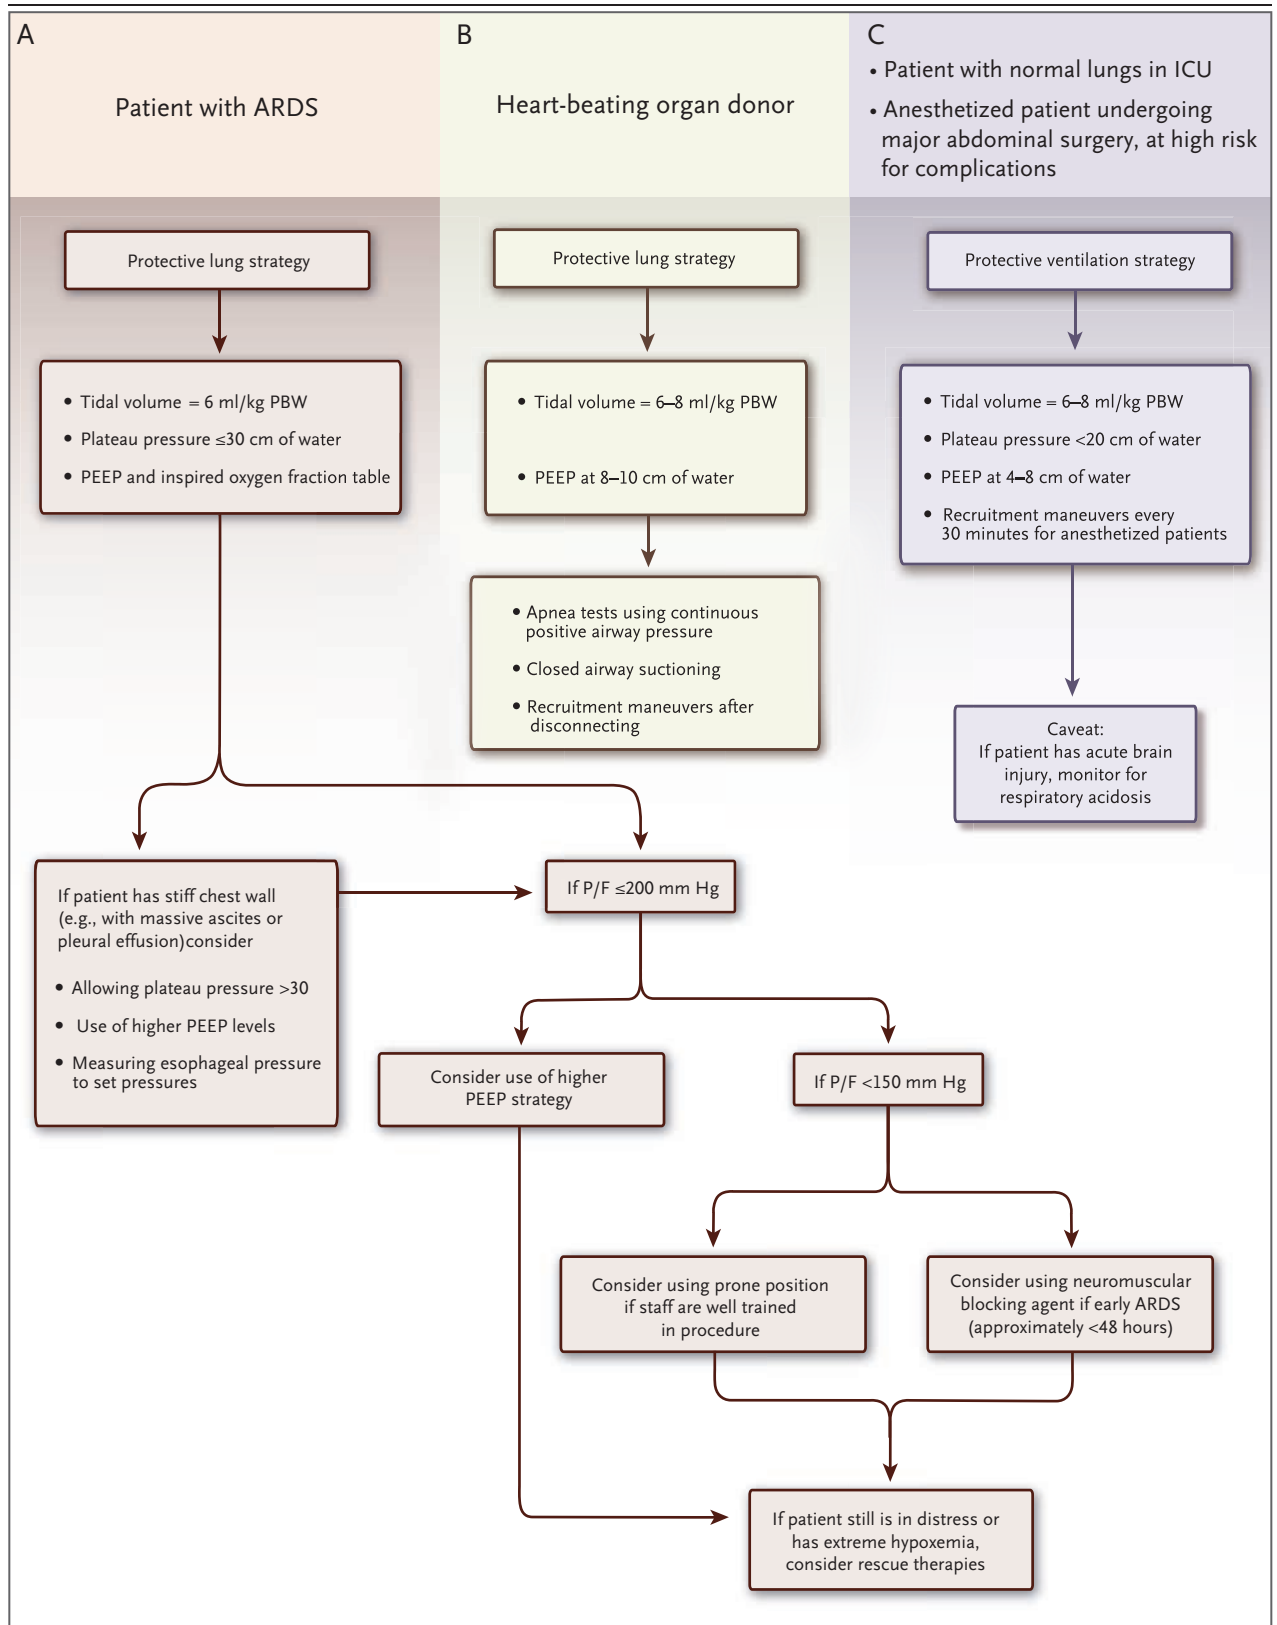 A
Patient with ARDS
B
Heart-beating organ donor
C
• Patient with normal lungs in ICU
• Anesthetized patient undergoing
major abdominal surgery, at high risk
for complications
Protective lung strategy
• Tidal volume = 6 ml/kg PBW
• Plateau pressure ≤30 cm of water
• PEEP and inspired oxygen fraction table
Protective lung strategy
• Tidal volume = 6–8 ml/kg PBW
• PEEP at 8–10 cm of water
• Apnea tests using continuous
positive airway pressure
• Closed airway suctioning
• Recruitment maneuvers after
disconnecting
Protective ventilation strategy
• Tidal volume = 6–8 ml/kg PBW
• Plateau pressure <20 cm of water
• PEEP at 4–8 cm of water
• Recruitment maneuvers every
30 minutes for anesthetized patients
Caveat:
If patient has acute brain
injury, monitor for
respiratory acidosis
If patient has stiff chest wall
(e.g., with massive ascites or
pleural effusion)consider
• Allowing plateau pressure >30
• Use of higher PEEP levels
• Measuring esophageal pressure
to set pressures
If P/F ≤200 mm Hg
Consider use of higher
PEEP strategy
If P/F <150 mm Hg
Consider using prone position
if staff are well trained
in procedure
Consider using neuromuscular
blocking agent if early ARDS
(approximately <48 hours)
If patient still is in distress or
has extreme hypoxemia,
consider rescue therapies